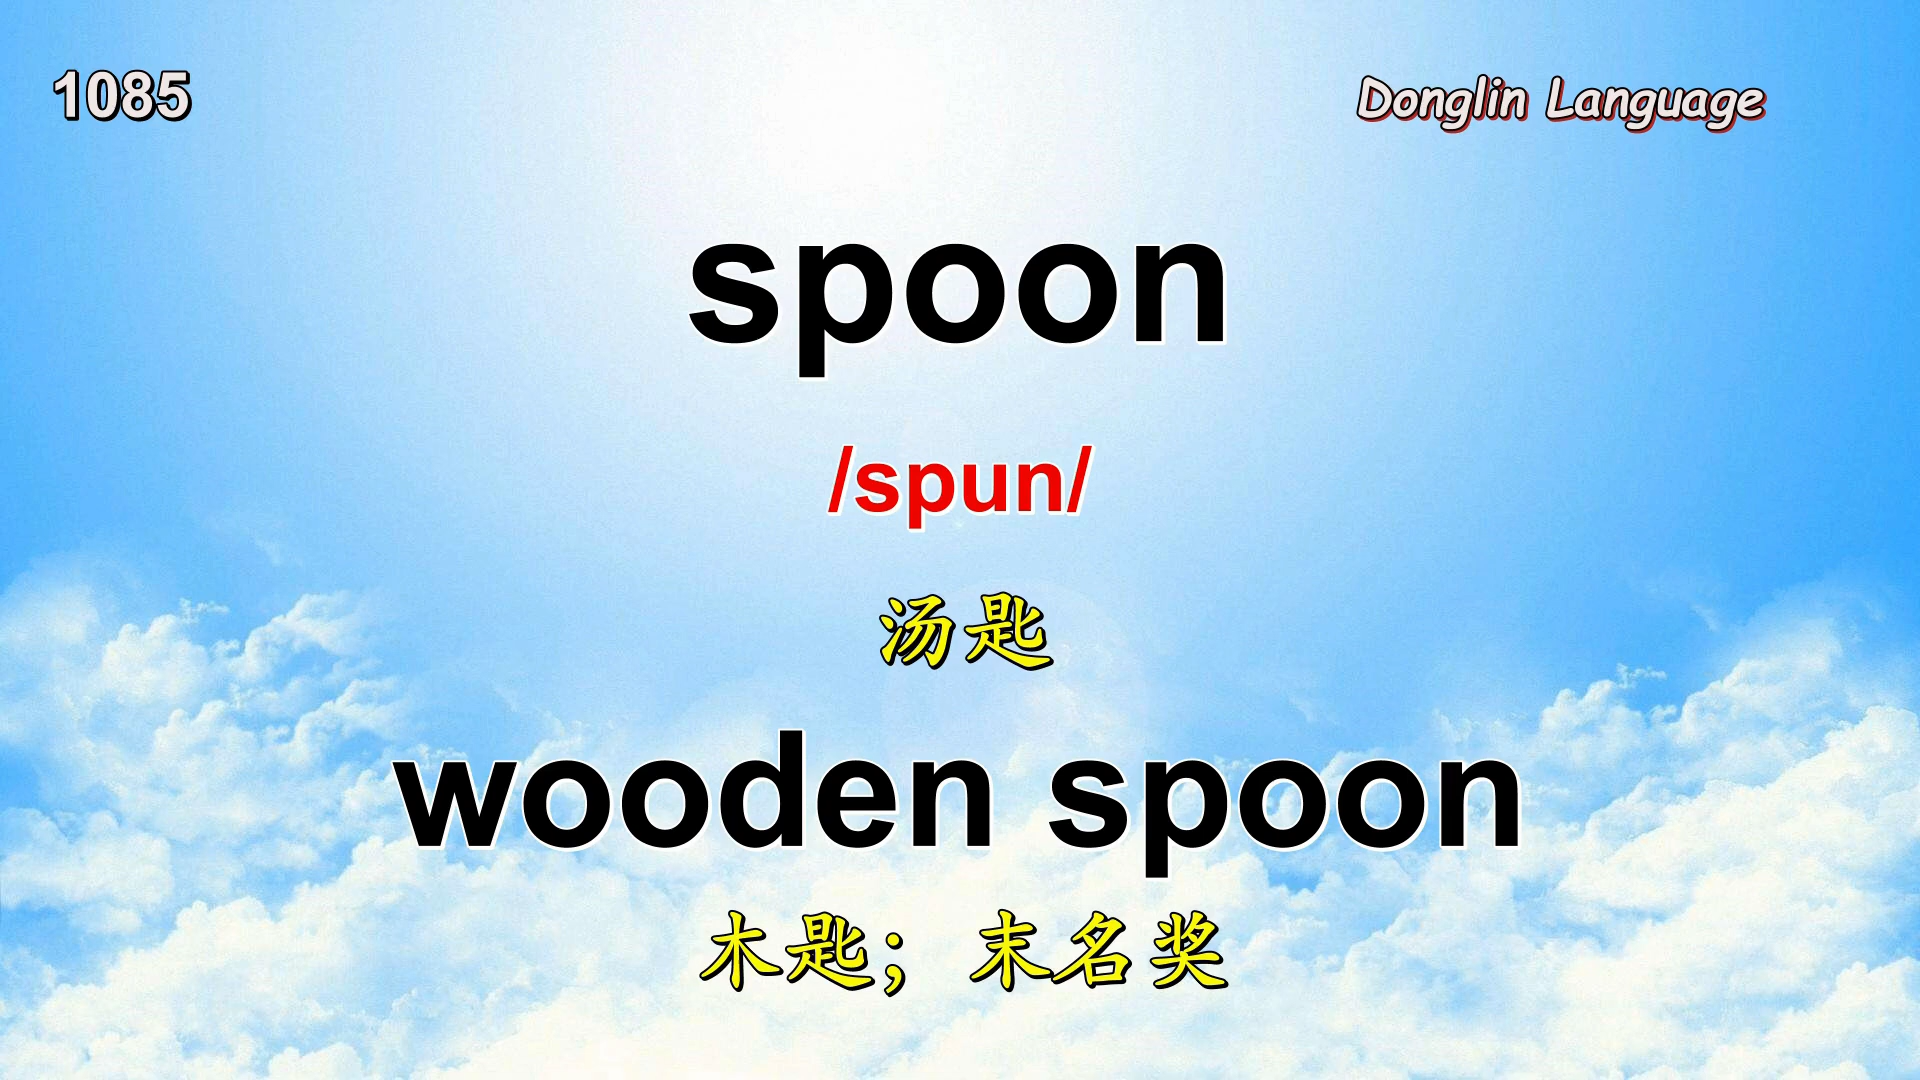 1085
Donglin Language
spoon
/spun/
汤匙
wooden spoon
木匙；末名奖